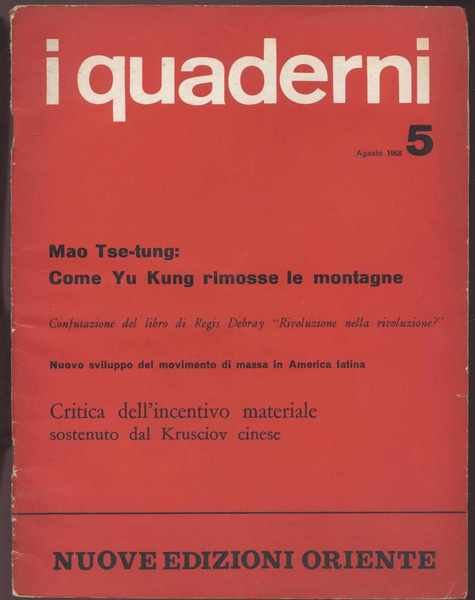 i quaderni
Agosto 1968 5
Mao Tse-tung:
Come Yu Kung rimosse le montagne
Confutazione del libro di Regis Debray "Rivoluzione nella rivoluzione?"
Nuovo sviluppo del movimento di massa in America latina
Critica dell'incentivo materiale
sostenuto dal Krusciov cinese
NUOVE EDIZIONI ORIENTE